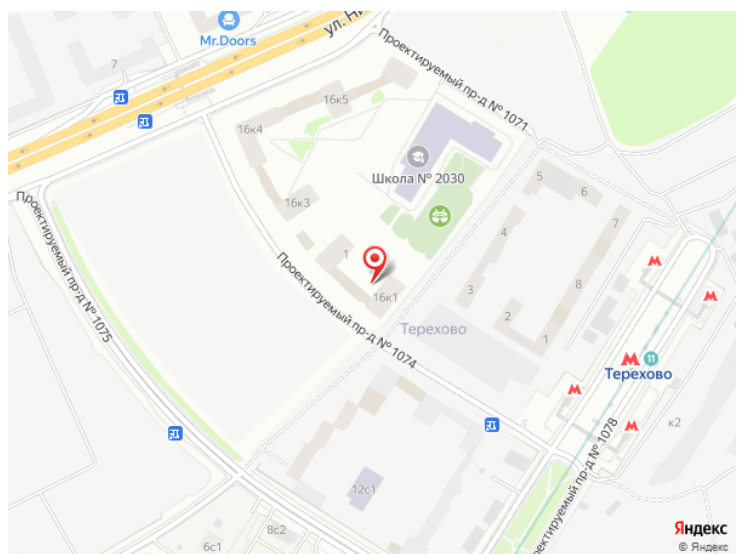 Mr.Doors
ул. Ни
7
Проектируемый пр-д № 1071
16к5
16к4
Школа № 2030
16к3
Проектируемый пр-д № 1075
Проектируемый пр-д № 1074
1
16к1
5
6
4
7
3
8
2
1
Терехово
11
Терехово
к2
Проектируемый пр-д № 1078
12с1
8с2
6с1
Яндекс
© Яндекс